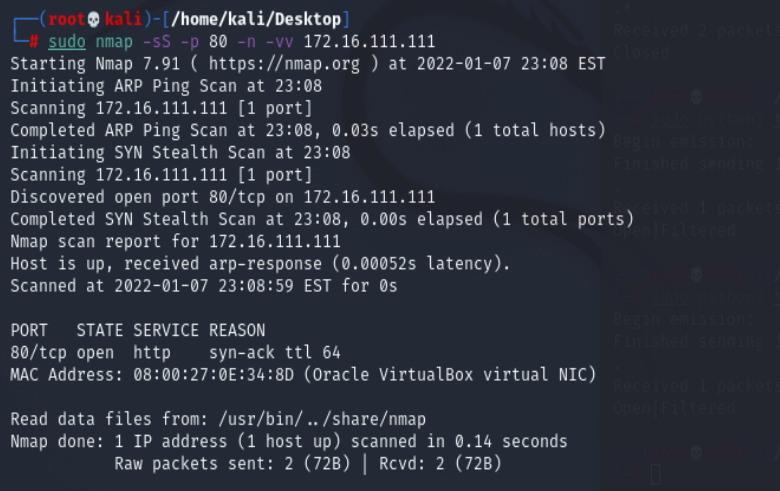 ┌──(root💀kali)-[/home/kali/Desktop]
└─# sudo nmap -sS -p 80 -n -vv 172.16.111.111
Starting Nmap 7.91 ( https://nmap.org ) at 2022-01-07 23:08 EST
Initiating ARP Ping Scan at 23:08
Scanning 172.16.111.111 [1 port]
Completed ARP Ping Scan at 23:08, 0.03s elapsed (1 total hosts)
Initiating SYN Stealth Scan at 23:08
Scanning 172.16.111.111 [1 port]
Discovered open port 80/tcp on 172.16.111.111
Completed SYN Stealth Scan at 23:08, 0.00s elapsed (1 total ports)
Nmap scan report for 172.16.111.111
Host is up, received arp-response (0.00052s latency).
Scanned at 2022-01-07 23:08:59 EST for 0s
PORT   STATE SERVICE REASON
80/tcp open  http    syn-ack ttl 64
MAC Address: 08:00:27:0E:34:8D (Oracle VirtualBox virtual NIC)
Read data files from: /usr/bin/../share/nmap
Nmap done: 1 IP address (1 host up) scanned in 0.14 seconds
Raw packets sent: 2 (72B) | Rcvd: 2 (72B)
Received 2 packets
Closed
Begin emission:
Finished sending
Received 1 packets
Open|Filtered
sudo
Begin emission:
Finished sending
Received 1 packets
Open|Filtered